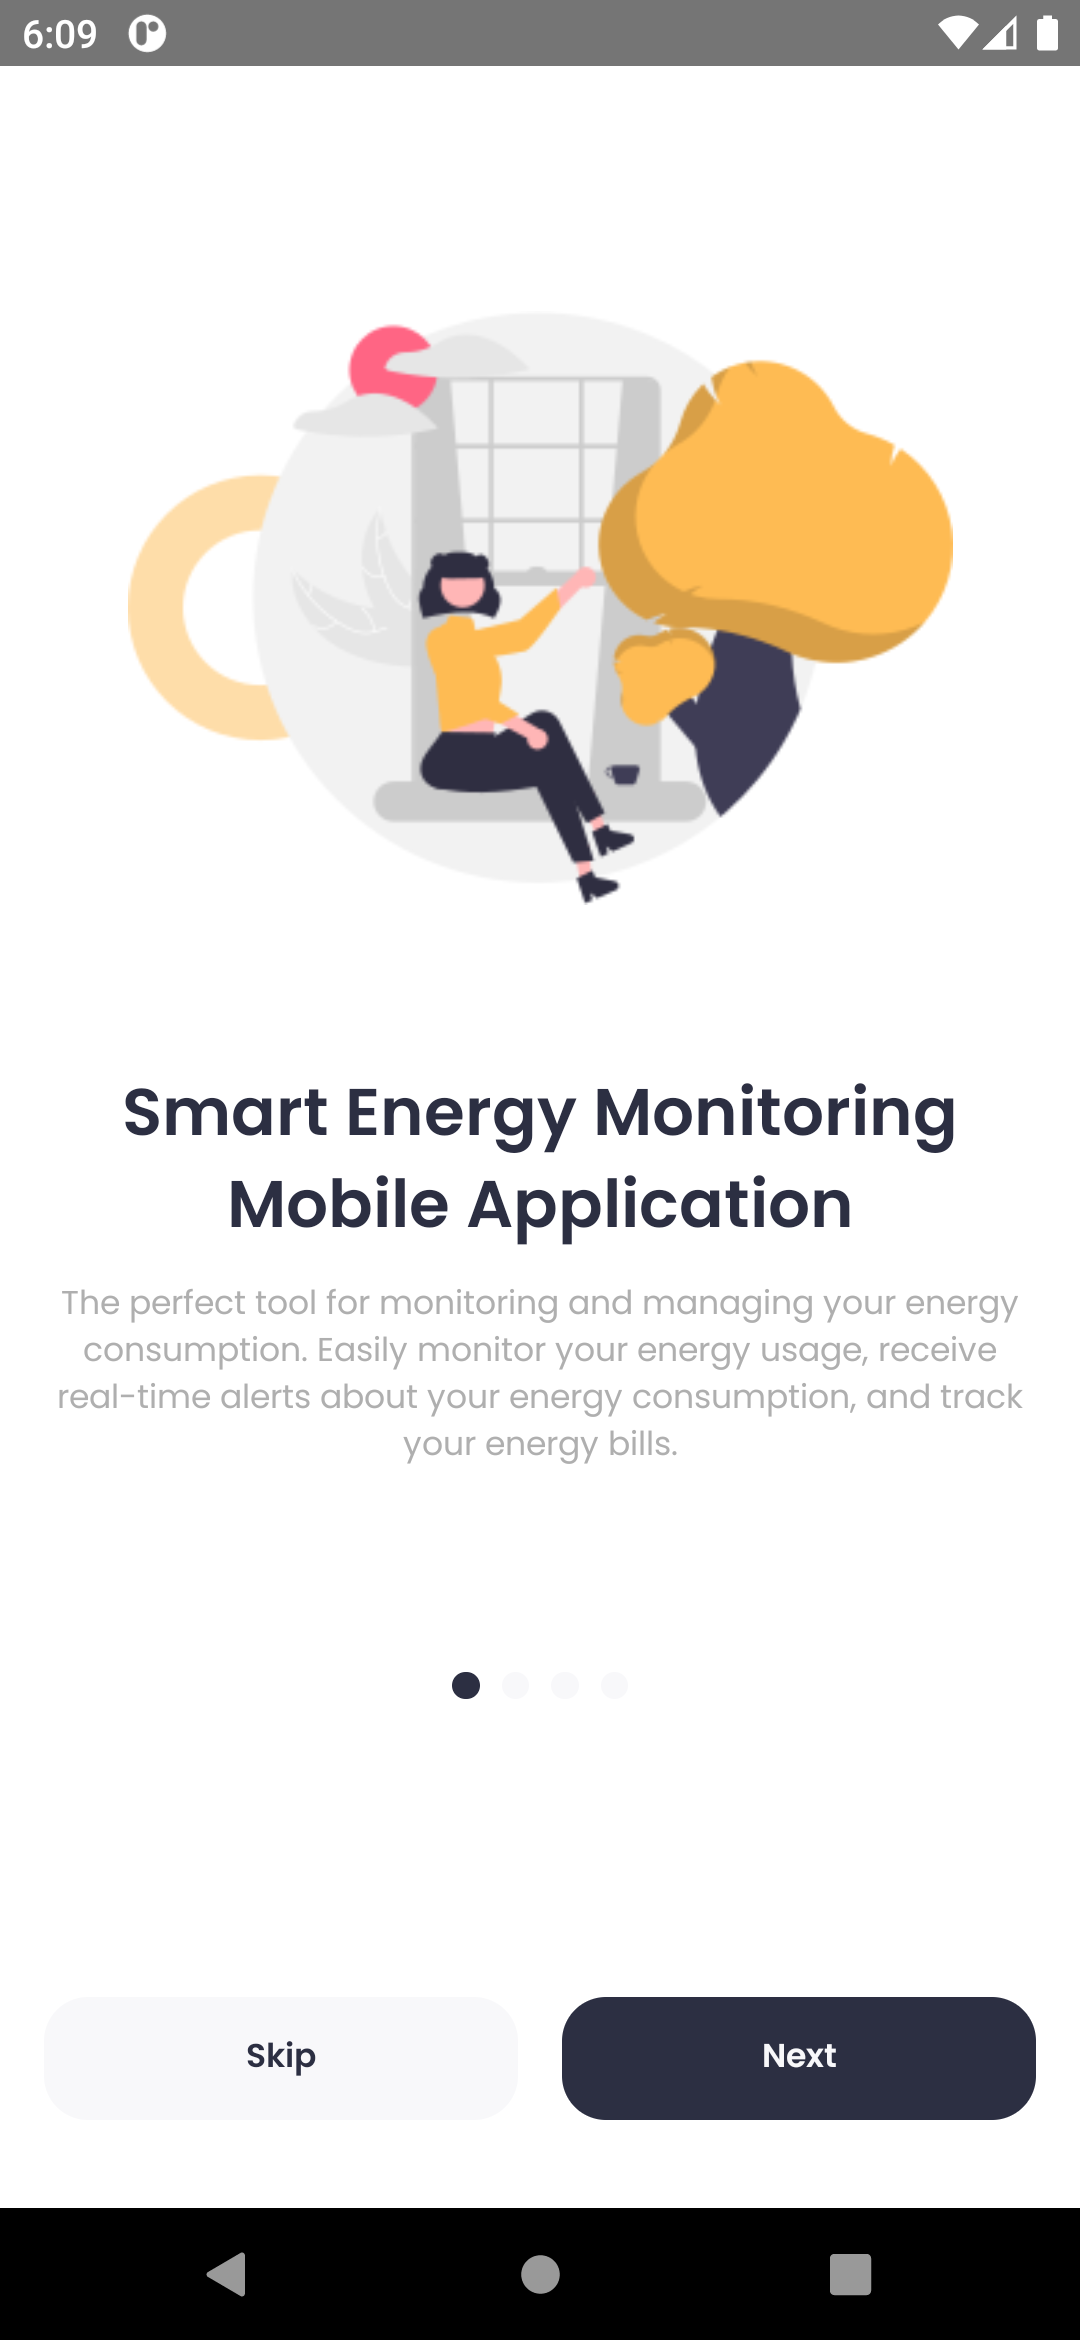 6:09
Smart Energy Monitoring
Mobile Application
The perfect tool for monitoring and managing your energy
consumption. Easily monitor your energy usage, receive
real-time alerts about your energy consumption, and track
your energy bills.
Skip
Next